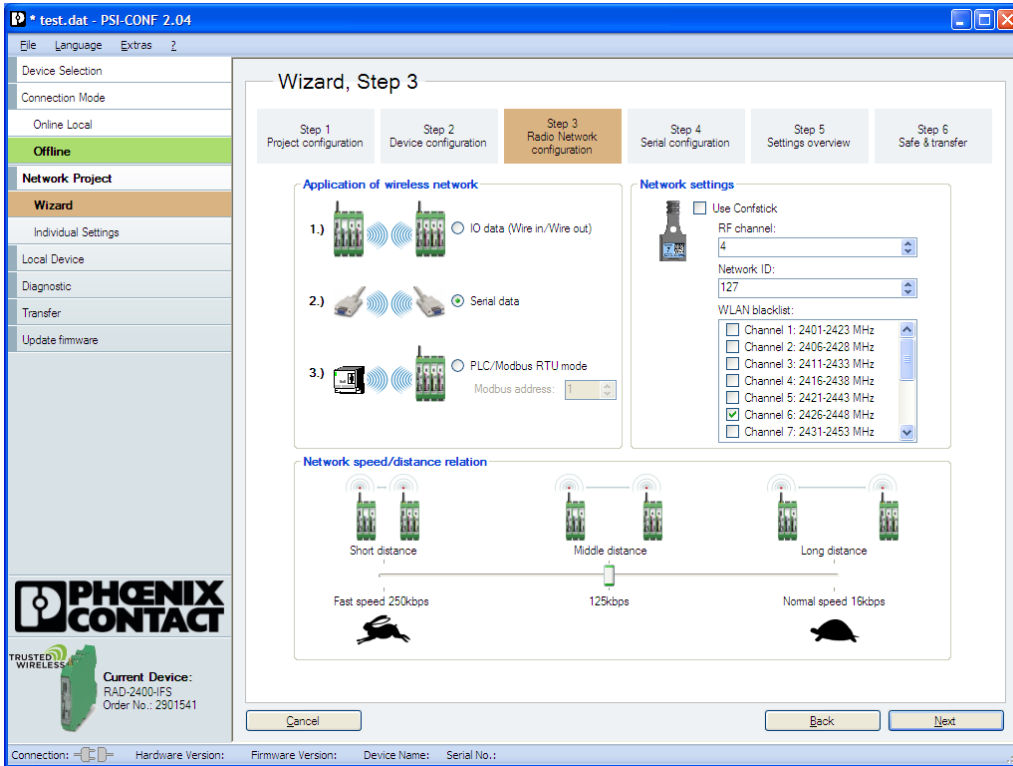 * test.dat - PSI-CONF 2.04
File Language Extras ?
Device Selection
Connection Mode
Online Local
Offline
Network Project
Wizard
Individual Settings
Local Device
Diagnostic
Transfer
Update firmware
PHŒNIX
CONTACT
TRUSTED
WIRELESS
Current Device:
RAD-2400-IFS
Order No.: 2901541
Wizard, Step 3
Step 1
Project configuration
Step 2
Device configuration
Step 3
Radio Network
configuration
Step 4
Serial configuration
Step 5
Settings overview
Step 6
Safe & transfer
Application of wireless network
1.) IO data (Wire in/Wire out)
2.) Serial data
3.) PLC/Modbus RTU mode
Modbus address: 1
Network settings
Use Confstick
RF channel:
4
Network ID:
127
WLAN blacklist:
Channel 1: 2401-2423 MHz
Channel 2: 2406-2428 MHz
Channel 3: 2411-2433 MHz
Channel 4: 2416-2438 MHz
Channel 5: 2421-2443 MHz
Channel 6: 2426-2448 MHz
Channel 7: 2431-2453 MHz
Network speed/distance relation
Short distance Middle distance Long distance
Fast speed 250kbps 125kbps Normal speed 16kbps
Cancel Back Next
Connection: Hardware Version: Firmware Version: Device Name: Serial No.: